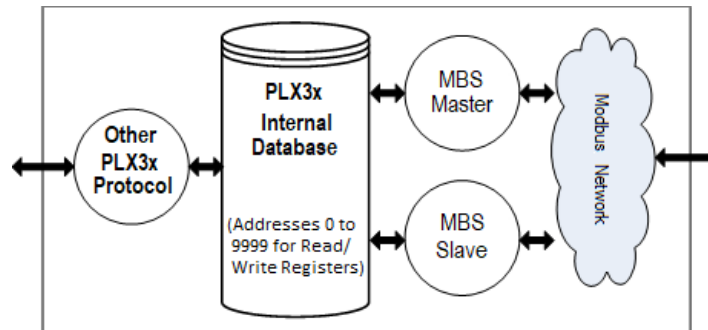 Other
PLX3x
Protocol
PLX3x
Internal
Database
(Addresses 0 to
9999 for Read/
Write Registers)
MBS
Master
MBS
Slave
Modbus Network